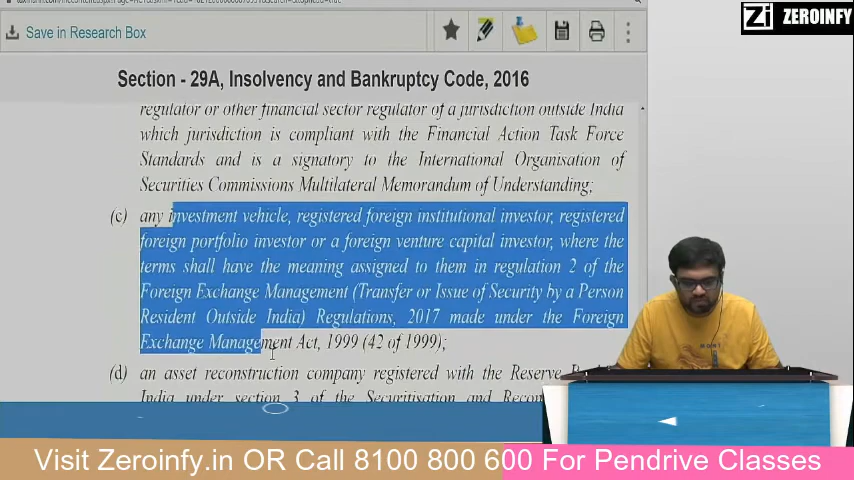 Zi ZEROINFY
Save in Research Box
Section - 29A, Insolvency and Bankruptcy Code, 2016
regulator or other financial sector regulator of a jurisdiction outside India
which jurisdiction is compliant with the Financial Action Task Force
Standards and is a signatory to the International Organisation of
Securities Commissions Multilateral Memorandum of Understanding;
(c) any investment vehicle, registered foreign institutional investor, registered
foreign portfolio investor or a foreign venture capital investor, where the
terms shall have the meaning assigned to them in regulation 2 of the
Foreign Exchange Management (Transfer or Issue of Security by a Person
Resident Outside India) Regulations, 2017 made under the Foreign
Exchange Management Act, 1999 (42 of 1999);
(d) an asset reconstruction company registered with the Reserve
India under section 3 of the Securitisation and
Visit Zeroinfy.in OR Call 8100 800 600 For Pendrive Classes